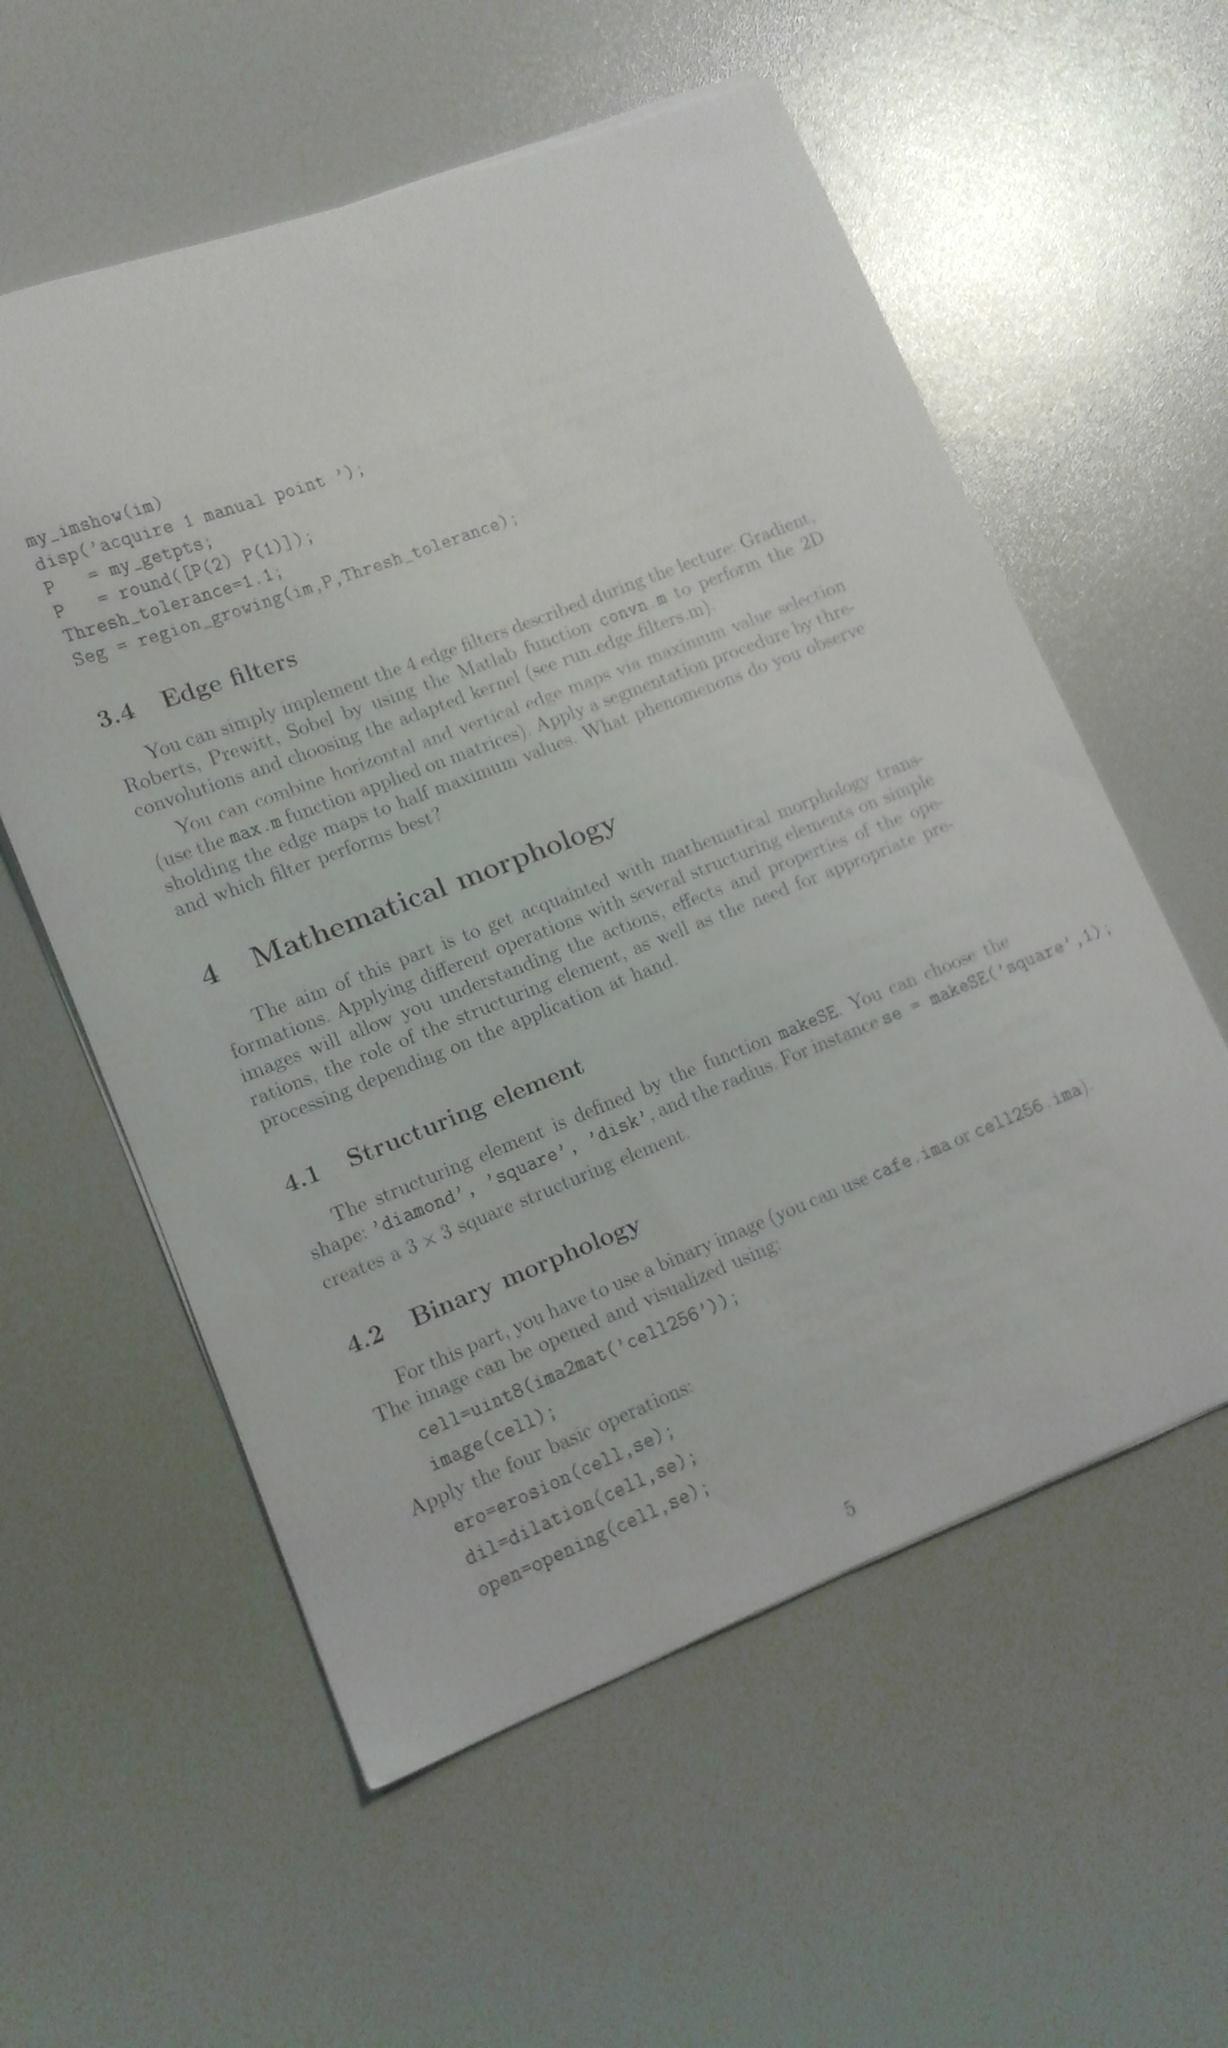 my_imshow(im)
disp('acquire 1 manual point ');
P = my_getpts;
P = round([P(2) P(1)]);
Thresh_tolerance=1.1;
Seg = region_growing(im,P,Thresh_tolerance);
3.4 Edge filters
You can simply implement the 4 edge filters described during the lecture: Gradient,
Roberts, Prewitt, Sobel by using the Matlab function convn.m to perform the 2D
convolutions and choosing the adapted kernel (see run_edge_filters.m).
You can combine horizontal and vertical edge maps via maximum value selection
(use the max.m function applied on matrices). Apply a segmentation procedure by thre-
sholding the edge maps to half maximum values. What phenomenons do you observe
and which filter performs best?
4 Mathematical morphology
The aim of this part is to get acquainted with mathematical morphology trans-
formations. Applying different operations with several structuring elements on simple
images will allow you understanding the actions, effects and properties of the ope-
rations, the role of the structuring element, as well as the need for appropriate pre-
processing depending on the application at hand.
4.1 Structuring element
The structuring element is defined by the function makeSE. You can choose the
shape: 'diamond', 'square', 'disk', and the radius. For instance se = makeSE('square',1);
creates a 3 × 3 square structuring element.
4.2 Binary morphology
For this part, you have to use a binary image (you can use cafe.ima or cell256.ima).
The image can be opened and visualized using:
cell=uint8(ima2mat('cell256'));
image(cell);
Apply the four basic operations:
ero=erosion(cell,se);
dil=dilation(cell,se);
open=opening(cell,se);
5